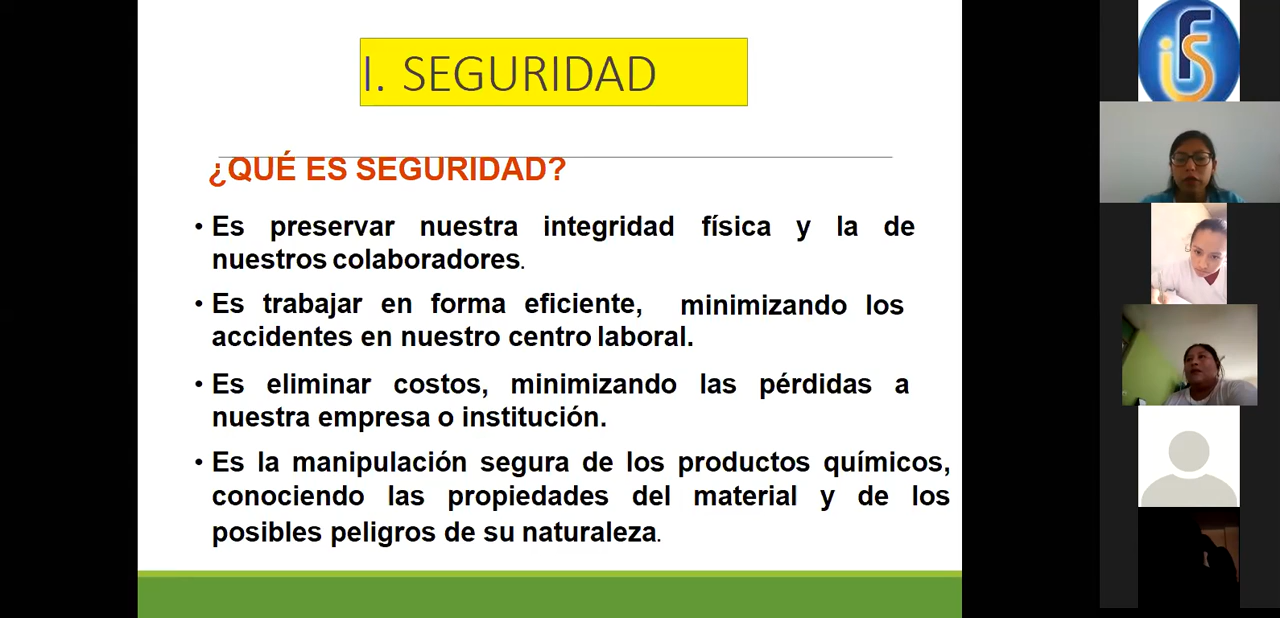 I. SEGURIDAD
¿QUÉ ES SEGURIDAD?
• Es preservar nuestra integridad física y la de
nuestros colaboradores.
• Es trabajar en forma eficiente, minimizando los
accidentes en nuestro centro laboral.
• Es eliminar costos, minimizando las pérdidas a
nuestra empresa o institución.
• Es la manipulación segura de los productos químicos,
conociendo las propiedades del material y de los
posibles peligros de su naturaleza.